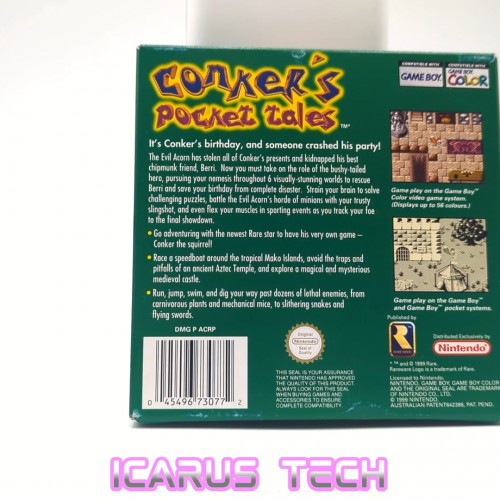 Conker's
Pocket Tales™
COMPATIBLE WITH
GAME BOY
COMPATIBLE WITH
GAME BOY
COLOR
It's Conker's birthday, and someone crashed his party!
The Evil Acorn has stolen all of Conker's presents and kidnapped his best
chipmunk friend, Berri. Now you must take on the role of the bushy-tailed
hero, pursuing your nemesis throughout 6 visually-stunning worlds to rescue
Berri and save your birthday from complete disaster. Strain your brain to solve
challenging puzzles, battle the Evil Acorn's horde of minions with your trusty
slingshot, and even flex your muscles in sporting events as you track your foe
to the final showdown.
• Go adventuring with the newest Rare star to have his very own game –
Conker the squirrel!
• Race a speedboat around the tropical Mako Islands, avoid the traps and
pitfalls of an ancient Aztec Temple, and explore a magical and mysterious
medieval castle.
• Run, jump, swim, and dig your way past dozens of lethal enemies, from
carnivorous plants and mechanical mice, to slithering snakes and
flying swords.
DMG P ACRP
0 45496 73077 2
Original
Nintendo
Seal of
Quality
THIS SEAL IS YOUR ASSURANCE
THAT NINTENDO HAS APPROVED
THE QUALITY OF THIS PRODUCT.
ALWAYS LOOK FOR THIS SEAL
WHEN BUYING GAMES AND
ACCESSORIES TO ENSURE
COMPLETE COMPATIBILITY.
Game play on the Game Boy™
Color video game system.
(Displays up to 56 colours.)
Game play on the Game Boy™
and Game Boy™ pocket systems.
Published by
Distributed Exclusively by
Nintendo
™ and © 1999 Rare.
Rareware Logo is a trademark of Rare.
Licensed to Nintendo.
NINTENDO, GAME BOY, GAME BOY COLOR
AND THE ORIGINAL SEAL ARE TRADEMARKS
OF NINTENDO CO., LTD.
© 1999 NINTENDO.
AUSTRALIAN PATENT642398, PAT. PEND.
ICARUS TECH